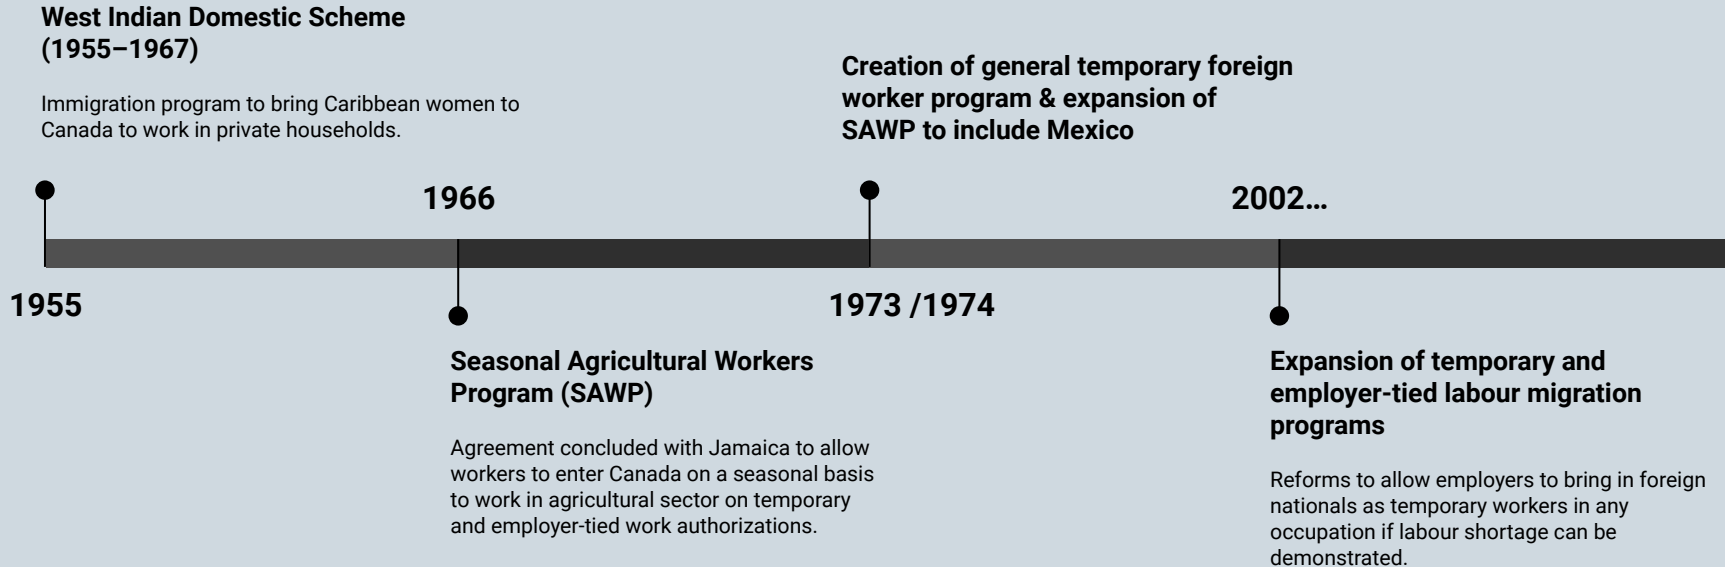 West Indian Domestic Scheme
(1955–1967)
Immigration program to bring Caribbean women to
Canada to work in private households.
1955
1966
Seasonal Agricultural Workers
Program (SAWP)
Agreement concluded with Jamaica to allow
workers to enter Canada on a seasonal basis
to work in agricultural sector on temporary
and employer-tied work authorizations.
Creation of general temporary foreign
worker program & expansion of
SAWP to include Mexico
1973 /1974
2002…
Expansion of temporary and
employer-tied labour migration
programs
Reforms to allow employers to bring in foreign
nationals as temporary workers in any
occupation if labour shortage can be
demonstrated.